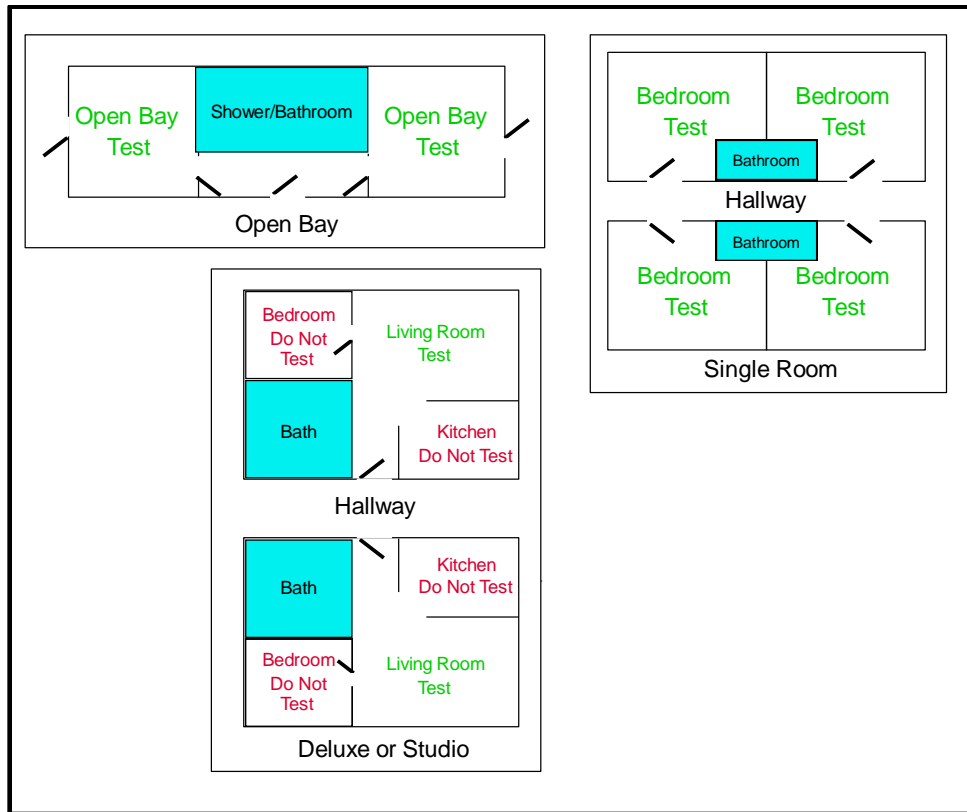 Open Bay
Test
Shower/Bathroom
Open Bay
Test
Open Bay
Bedroom
Test
Bedroom
Test
Bathroom
Hallway
Bathroom
Bedroom
Test
Bedroom
Test
Single Room
Bedroom
Do Not
Test
Living Room
Test
Bath
Kitchen
Do Not Test
Hallway
Bath
Kitchen
Do Not Test
Bedroom
Do Not
Test
Living Room
Test
Deluxe or Studio